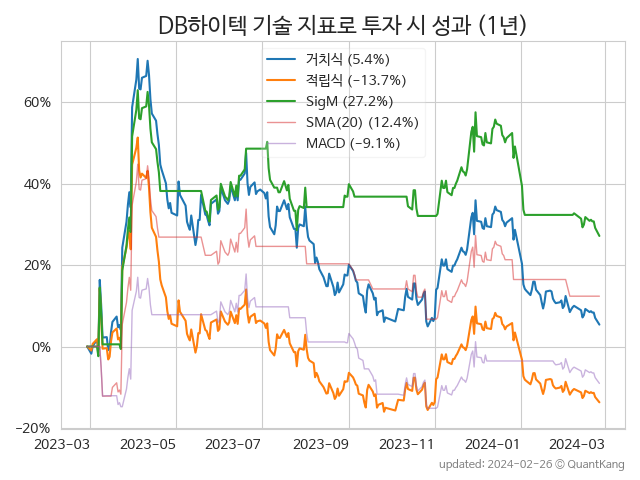 DB하이텍 기술 지표로 투자 시 성과 (1년)
거치식 (5.4%)
적립식 (-13.7%)
SigM (27.2%)
SMA(20) (12.4%)
MACD (-9.1%)
60%
40%
20%
0%
-20%
2023-03 2023-05 2023-07 2023-09 2023-11 2024-01 2024-03
updated: 2024-02-26 © QuantKang